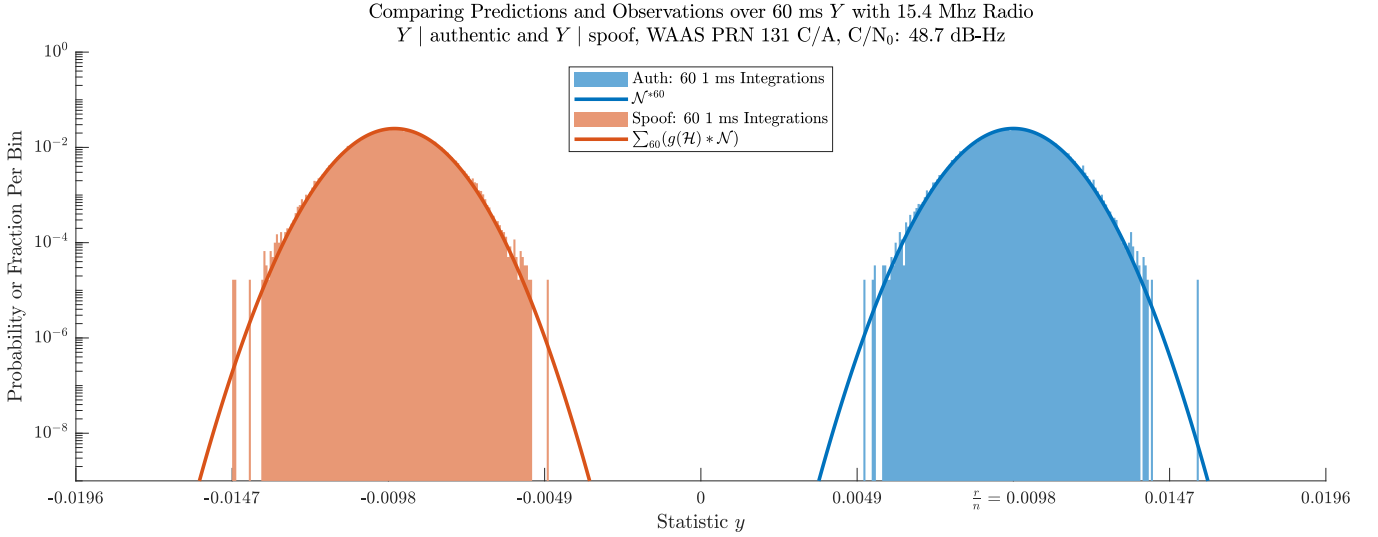 Comparing Predictions and Observations over 60 ms Y with 15.4 Mhz Radio
Y | authentic and Y | spoof, WAAS PRN 131 C/A, C/N₀: 48.7 dB-Hz
Auth: 60 1 ms Integrations
𝒩*⁶⁰
Spoof: 60 1 ms Integrations
∑₆₀(g(ℋ) * 𝒩)
Probability or Fraction Per Bin
10⁰
10⁻²
10⁻⁴
10⁻⁶
10⁻⁸
-0.0196 -0.0147 -0.0098 -0.0049 0 0.0049 r/n = 0.0098 0.0147 0.0196
Statistic y